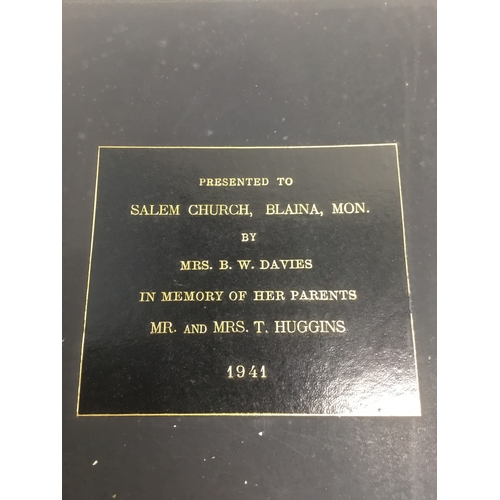 PRESENTED TO
SALEM CHURCH, BLAINA, MON.
BY
MRS. B. W. DAVIES
IN MEMORY OF HER PARENTS
MR. AND MRS. T. HUGGINS
1941